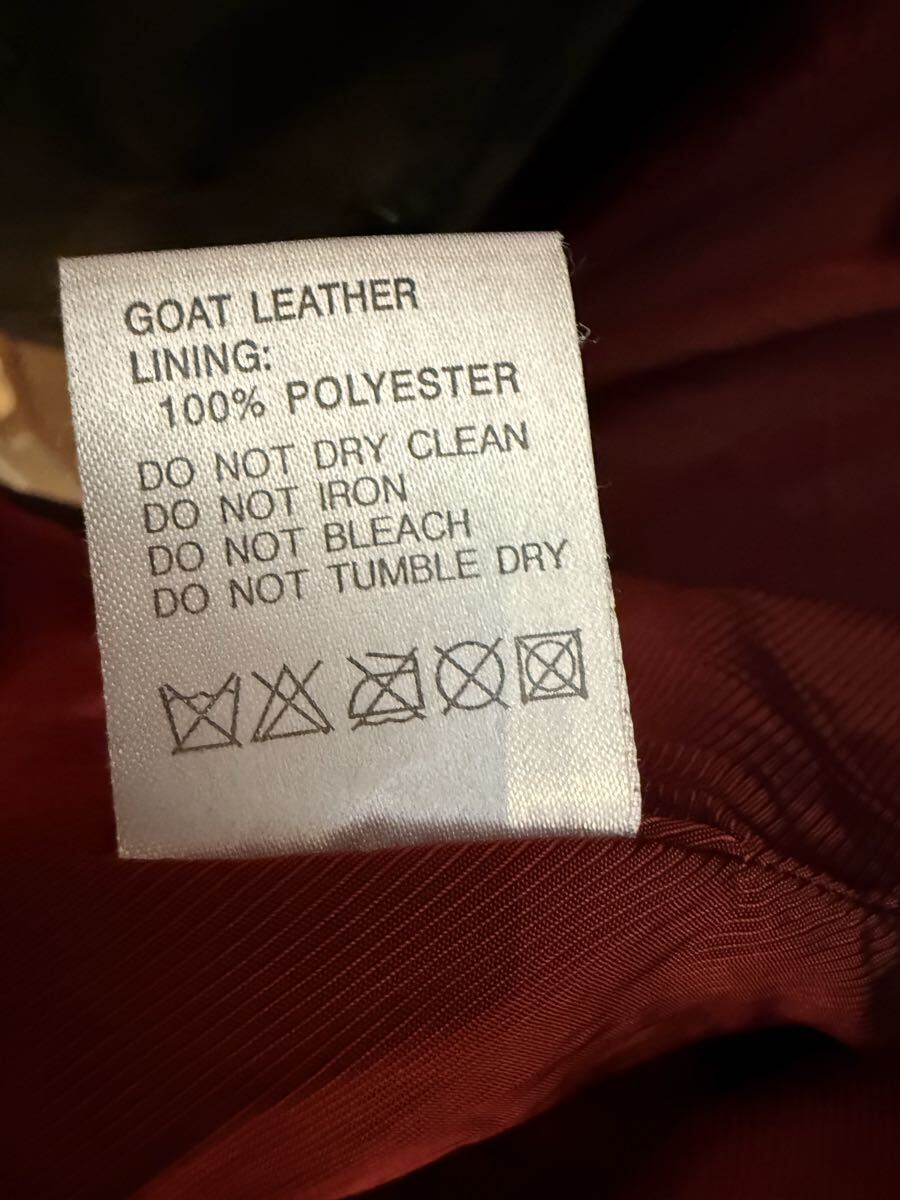 GOAT LEATHER
LINING:
100% POLYESTER
DO NOT DRY CLEAN
DO NOT IRON
DO NOT BLEACH
DO NOT TUMBLE DRY